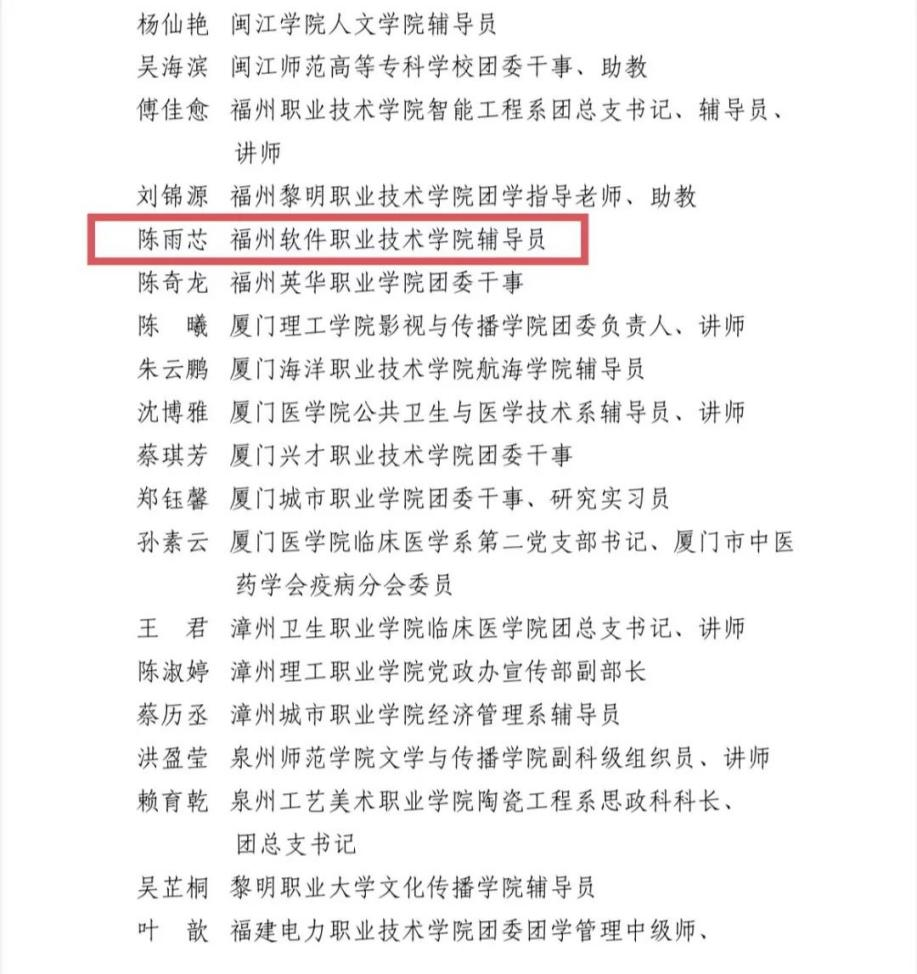 杨仙艳 闽江学院人文学院辅导员
吴海滨 闽江师范高等专科学校团委干事、助教
傅佳愈 福州职业技术学院智能工程系团总支书记、辅导员、
讲师
刘锦源 福州黎明职业技术学院团学指导老师、助教
陈雨芯 福州软件职业技术学院辅导员
陈奇龙 福州英华职业学院团委干事
陈 曦 厦门理工学院影视与传播学院团委负责人、讲师
朱云鹏 厦门海洋职业技术学院航海学院辅导员
沈博雅 厦门医学院公共卫生与医学技术系辅导员、讲师
蔡琪芳 厦门兴才职业技术学院团委干事
郑钰馨 厦门城市职业学院团委干事、研究实习员
孙素云 厦门医学院临床医学系第二党支部书记、厦门市中医
药学会疫病分会委员
王 君 漳州卫生职业学院临床医学院团总支书记、讲师
陈淑婷 漳州理工职业学院党政办宣传部副部长
蔡历丞 漳州城市职业学院经济管理系辅导员
洪盈莹 泉州师范学院文学与传播学院副科级组织员、讲师
赖育乾 泉州工艺美术职业学院陶瓷工程系思政科科长、
团总支书记
吴芷桐 黎明职业大学文化传播学院辅导员
叶 歆 福建电力职业技术学院团委团学管理中级师、